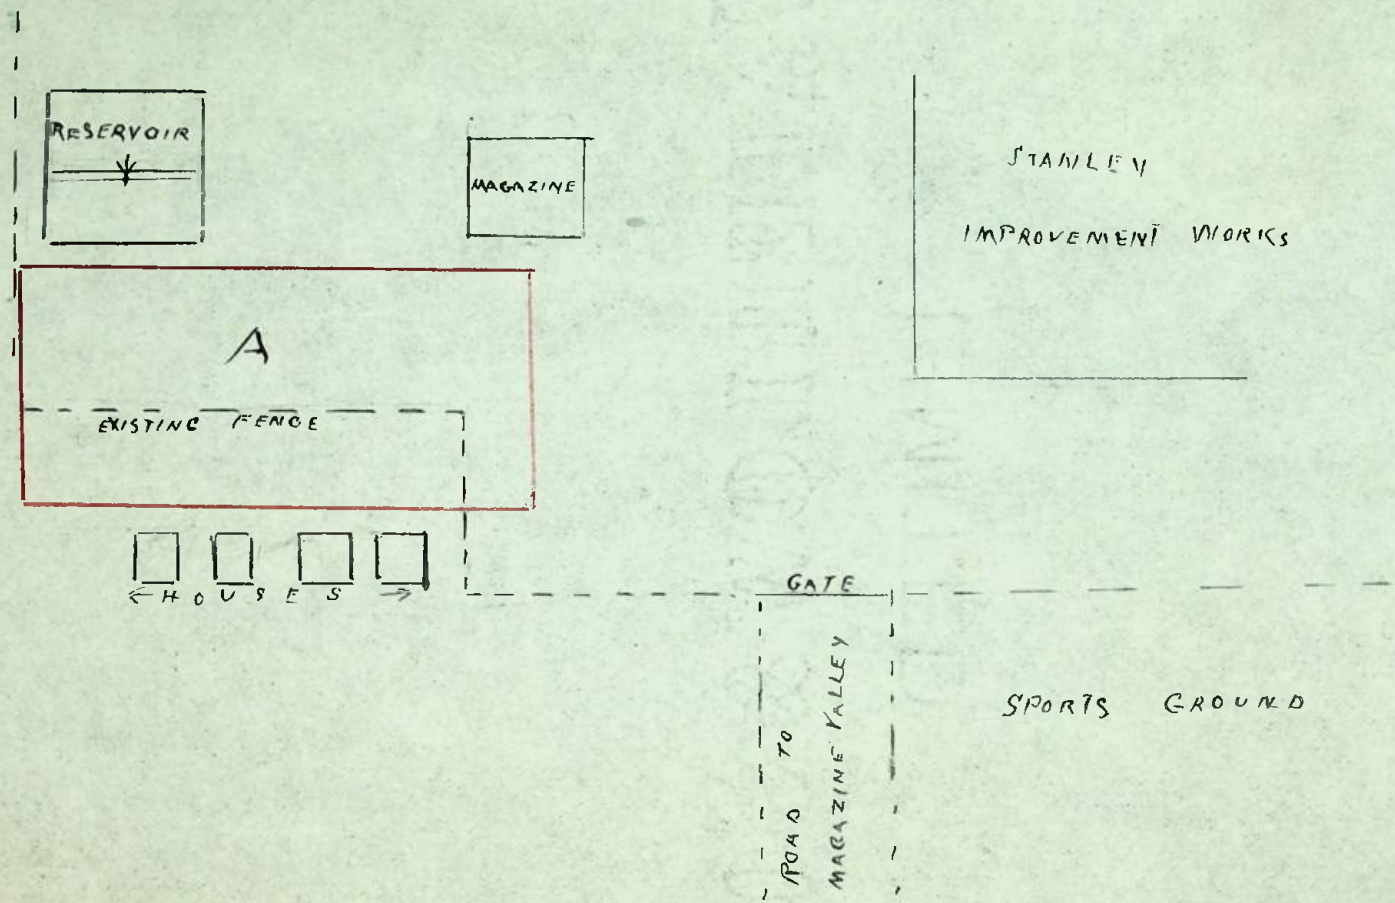 RESERVOIR
MAGAZINE
STANLEY
IMPROVEMENT WORKS
A
EXISTING FENCE
HOUSES
GATE
ROAD TO
MAGAZINE VALLEY
SPORTS GROUND